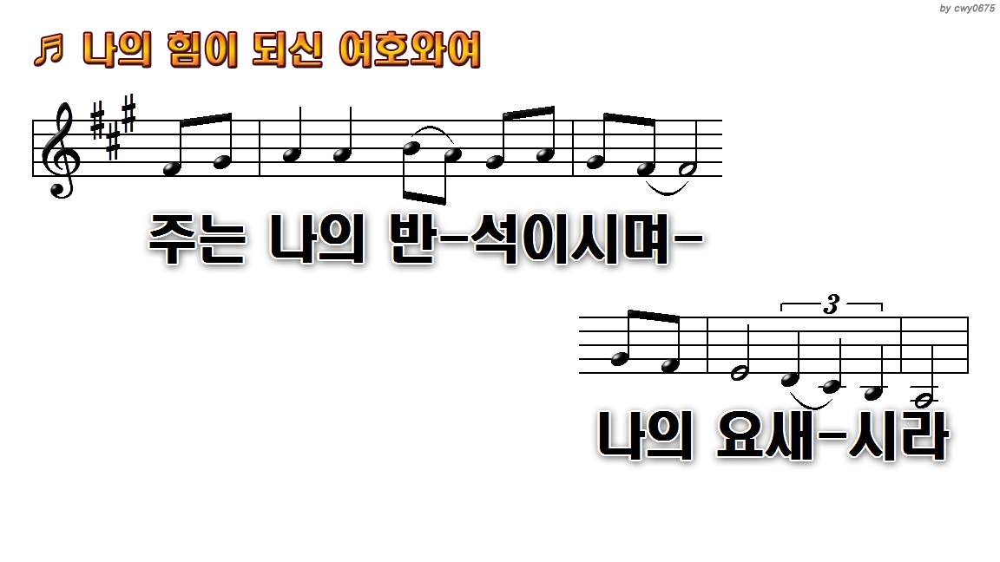 by cwy0675
♬ 나의 힘이 되신 여호와여
주는 나의 반-석이시며-
3
나의 요새-시라